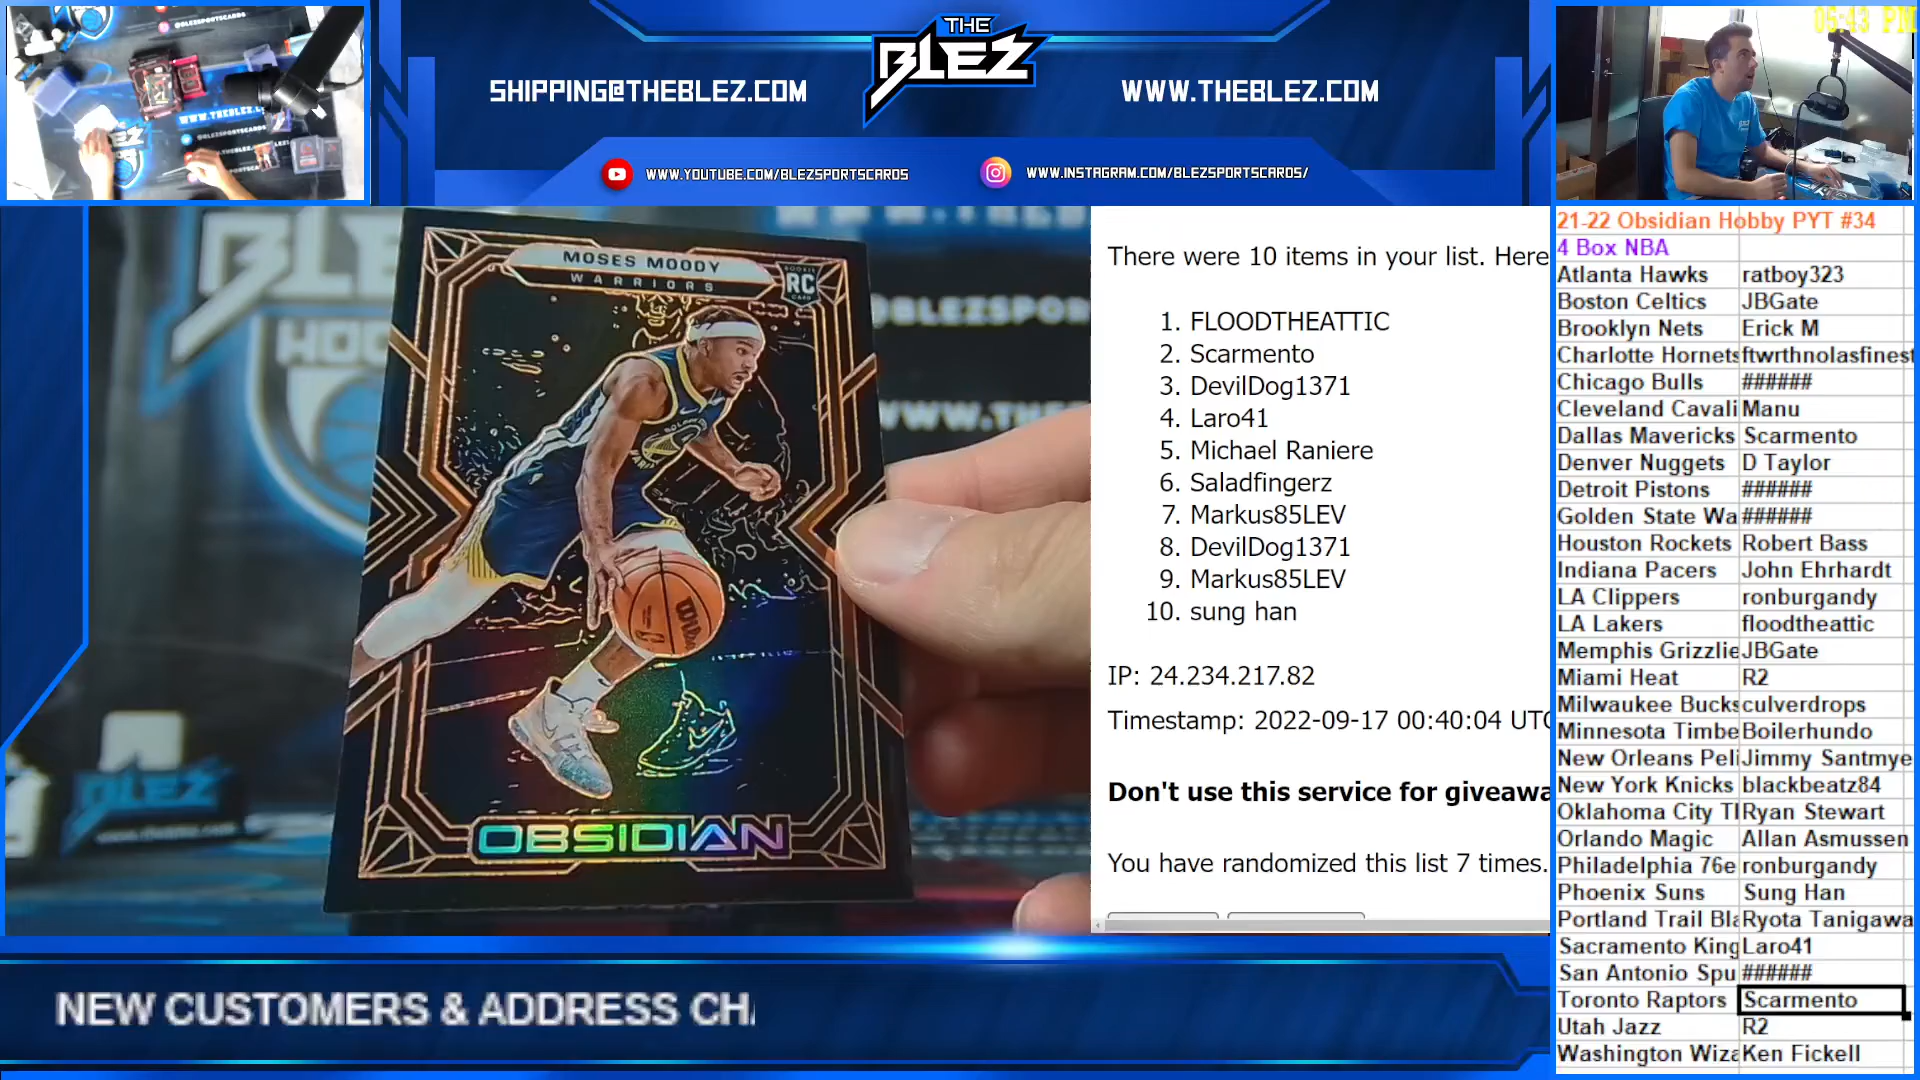 THE
BLEZ
SHIPPING@THEBLEZ.COM
WWW.THEBLEZ.COM
WWW.YOUTUBE.COM/BLEZSPORTSCARDS
WWW.INSTAGRAM.COM/BLEZSPORTSCARDS/
05:43 PM
MOSES MOODY
WARRIORS
RC
OBSIDIAN
There were 10 items in your list. Here
1. FLOODTHEATTIC
2. Scarmento
3. DevilDog1371
4. Laro41
5. Michael Raniere
6. Saladfingerz
7. Markus85LEV
8. DevilDog1371
9. Markus85LEV
10. sung han
IP: 24.234.217.82
Timestamp: 2022-09-17 00:40:04 UTC
Don't use this service for giveawa
You have randomized this list 7 times.
21-22 Obsidian Hobby PYT #34
4 Box NBA
Atlanta Hawks ratboy323
Boston Celtics JBGate
Brooklyn Nets Erick M
Charlotte Hornets ftwrthnolasfinest
Chicago Bulls ######
Cleveland Cavali Manu
Dallas Mavericks Scarmento
Denver Nuggets D Taylor
Detroit Pistons ######
Golden State Wa ######
Houston Rockets Robert Bass
Indiana Pacers John Ehrhardt
LA Clippers ronburgandy
LA Lakers floodtheattic
Memphis Grizzlie JBGate
Miami Heat R2
Milwaukee Bucks culverdrops
Minnesota Timbe Boilerhundo
New Orleans Peli Jimmy Santmye
New York Knicks blackbeatz84
Oklahoma City Tl Ryan Stewart
Orlando Magic Allan Asmussen
Philadelphia 76e ronburgandy
Phoenix Suns Sung Han
Portland Trail Bla Ryota Tanigawa
Sacramento King Laro41
San Antonio Spu ######
Toronto Raptors Scarmento
Utah Jazz R2
Washington Wiza Ken Fickell
NEW CUSTOMERS & ADDRESS CHA